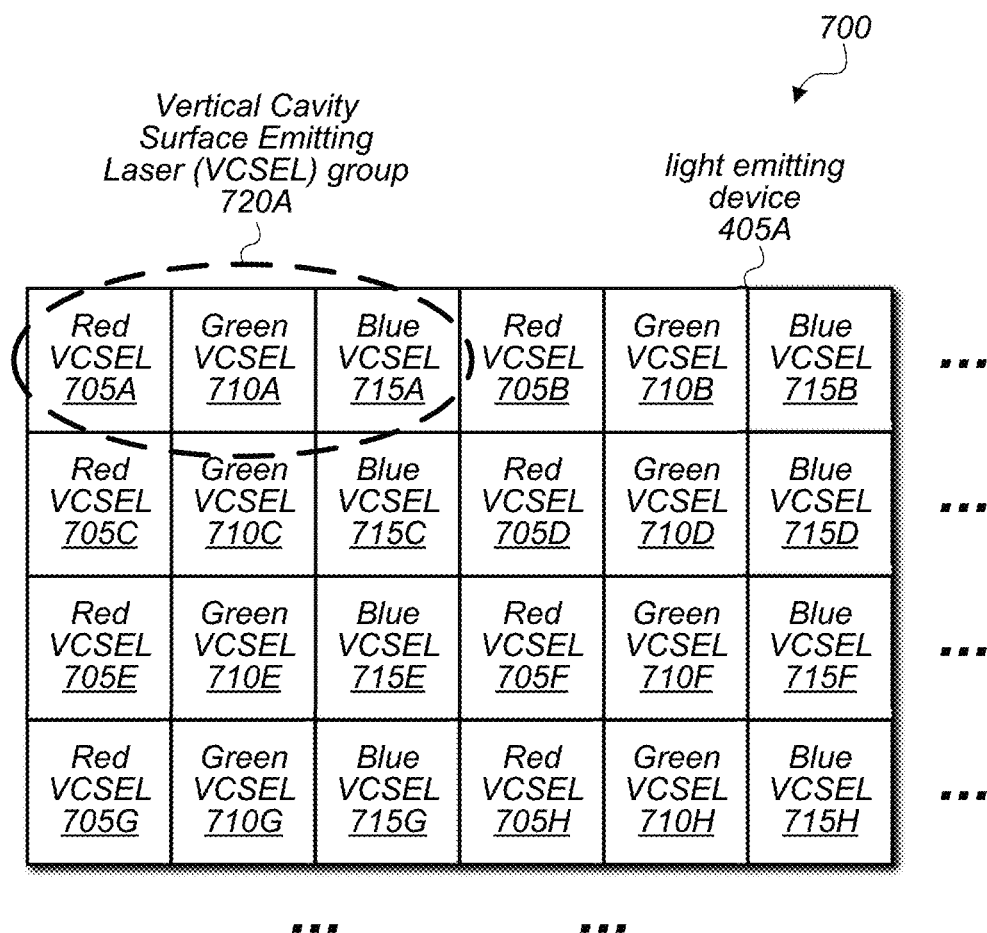 700
Vertical Cavity
Surface Emitting
Laser (VCSEL) group
720A
light emitting
device
405A
Red VCSEL 705A
Green VCSEL 710A
Blue VCSEL 715A
Red VCSEL 705B
Green VCSEL 710B
Blue VCSEL 715B
...
Red VCSEL 705C
Green VCSEL 710C
Blue VCSEL 715C
Red VCSEL 705D
Green VCSEL 710D
Blue VCSEL 715D
...
Red VCSEL 705E
Green VCSEL 710E
Blue VCSEL 715E
Red VCSEL 705F
Green VCSEL 710F
Blue VCSEL 715F
...
Red VCSEL 705G
Green VCSEL 710G
Blue VCSEL 715G
Red VCSEL 705H
Green VCSEL 710H
Blue VCSEL 715H
...
... ...